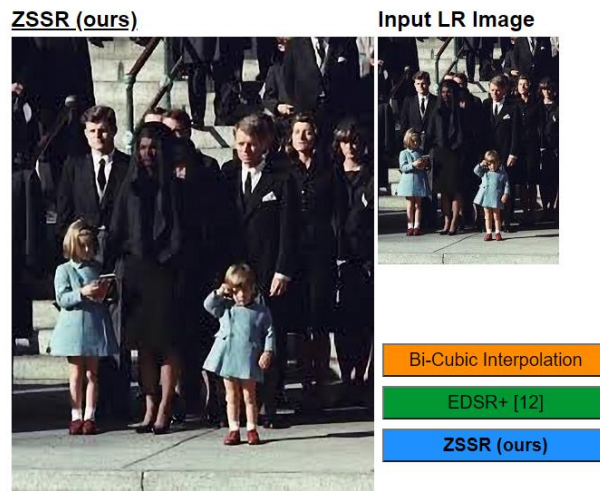 ZSSR (ours)
Input LR Image
Bi-Cubic Interpolation
EDSR+ [12]
ZSSR (ours)